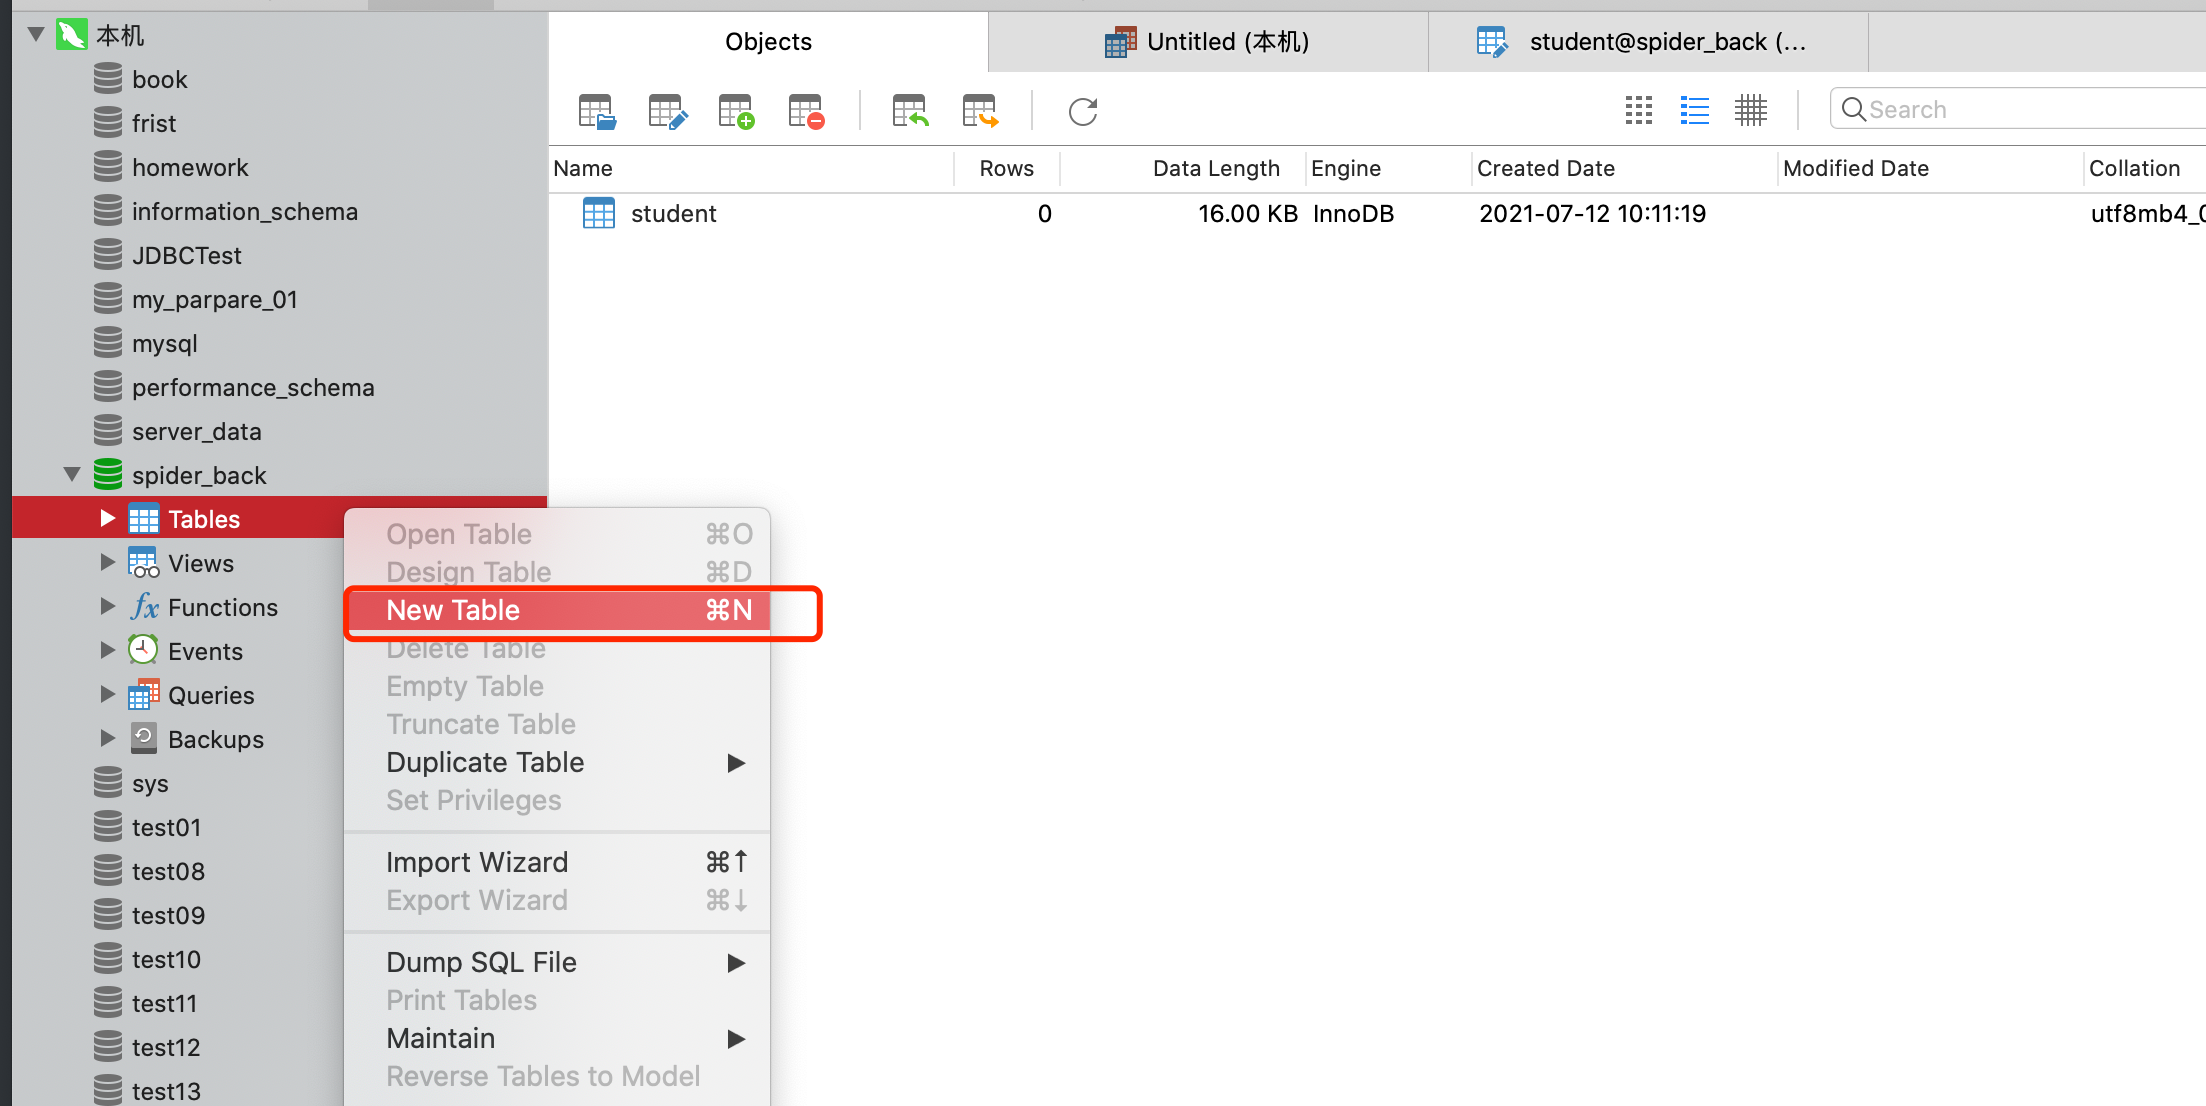 本机
book
frist
homework
information_schema
JDBCTest
my_parpare_01
mysql
performance_schema
server_data
spider_back
Tables
Views
Functions
Events
Queries
Backups
sys
test01
test08
test09
test10
test11
test12
test13
Objects
Untitled (本机)
student@spider_back (...
Search
Name Rows Data Length Engine Created Date Modified Date Collation
student 0 16.00 KB InnoDB 2021-07-12 10:11:19 utf8mb4_0
Open Table ⌘O
Design Table ⌘D
New Table ⌘N
Delete Table
Empty Table
Truncate Table
Duplicate Table
Set Privileges
Import Wizard ⌘↑
Export Wizard ⌘↓
Dump SQL File
Print Tables
Maintain
Reverse Tables to Model